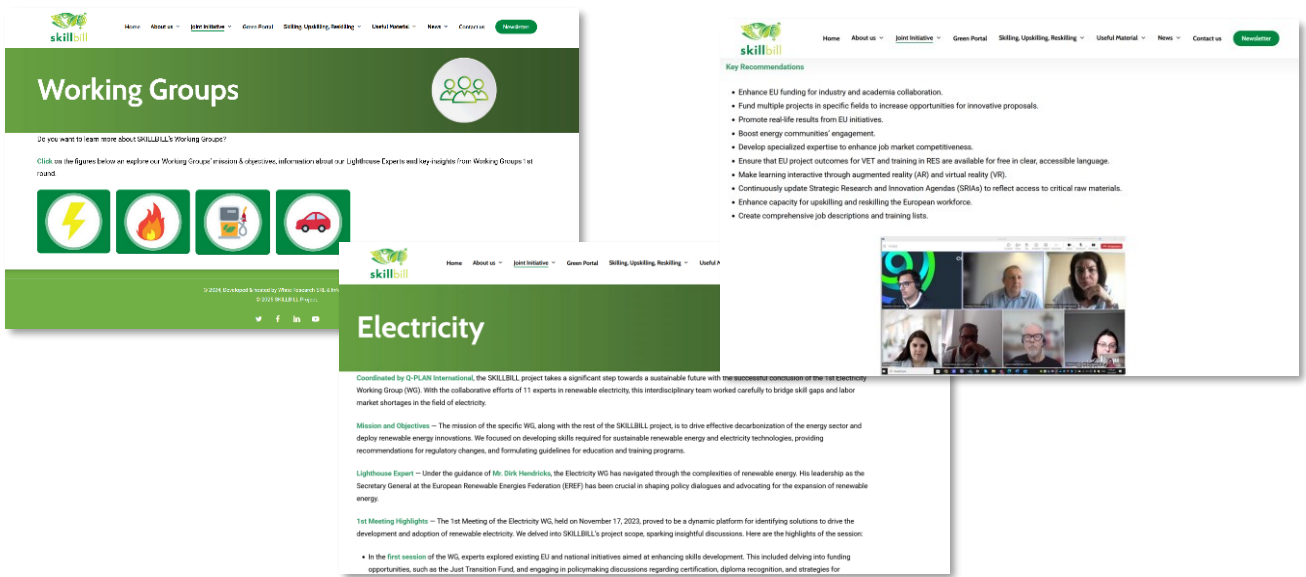 skillbill
Home About us Joint Initiative Green Portal Skilling, Upskilling, Reskilling Useful Material News Contact us Newsletter
Working Groups
Do you want to learn more about SKILLBILL's Working Groups?
Click on the figures below an explore our Working Groups' mission & objectives, information about our Lighthouse Experts and key-insights from Working Groups 1st
round.
© 2024, Developed & hosted by White Research SRL &
© 2025 SKILLBILL Project.
skillbill
Home About us Joint Initiative Green Portal Skilling, Upskilling, Reskilling Useful
Electricity
Coordinated by Q-PLAN International, the SKILLBILL project takes a significant step towards a sustainable future with the successful conclusion of the 1st Electricity
Working Group (WG). With the collaborative efforts of 11 experts in renewable electricity, this interdisciplinary team worked carefully to bridge skill gaps and labor
market shortages in the field of electricity.
Mission and Objectives — The mission of the specific WG, along with the rest of the SKILLBILL project, is to drive effective decarbonization of the energy sector and
deploy renewable energy innovations. We focused on developing skills required for sustainable renewable energy and electricity technologies, providing
recommendations for regulatory changes, and formulating guidelines for education and training programs.
Lighthouse Expert — Under the guidance of Mr. Dirk Hendricks, the Electricity WG has navigated through the complexities of renewable energy. His leadership as the
Secretary General at the European Renewable Energies Federation (EREF) has been crucial in shaping policy dialogues and advocating for the expansion of renewable
energy.
1st Meeting Highlights — The 1st Meeting of the Electricity WG, held on November 17, 2023, proved to be a dynamic platform for identifying solutions to drive the
development and adoption of renewable electricity. We delved into SKILLBILL's project scope, sparking insightful discussions. Here are the highlights of the session:
• In the first session of the WG, experts explored existing EU and national initiatives aimed at enhancing skills development. This included delving into funding
opportunities, such as the Just Transition Fund, and engaging in policymaking discussions regarding certification, diploma recognition, and strategies for
skillbill
Home About us Joint Initiative Green Portal Skilling, Upskilling, Reskilling Useful Material News Contact us Newsletter
Key Recommendations
• Enhance EU funding for industry and academia collaboration.
• Fund multiple projects in specific fields to increase opportunities for innovative proposals.
• Promote real-life results from EU initiatives.
• Boost energy communities' engagement.
• Develop specialized expertise to enhance job market competitiveness.
• Ensure that EU project outcomes for VET and training in RES are available for free in clear, accessible language.
• Make learning interactive through augmented reality (AR) and virtual reality (VR).
• Continuously update Strategic Research and Innovation Agendas (SRIAs) to reflect access to critical raw materials.
• Enhance capacity for upskilling and reskilling the European workforce.
• Create comprehensive job descriptions and training lists.